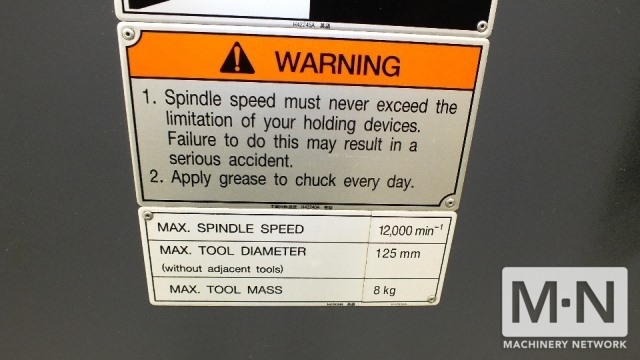 H42245A
WARNING
1. Spindle speed must never exceed the
limitation of your holding devices.
Failure to do this may result in a
serious accident.
2. Apply grease to chuck every day.
MAX. SPINDLE SPEED 12,000 min⁻¹
MAX. TOOL DIAMETER 125 mm
(without adjacent tools)
MAX. TOOL MASS 8 kg
M·N
MACHINERY NETWORK